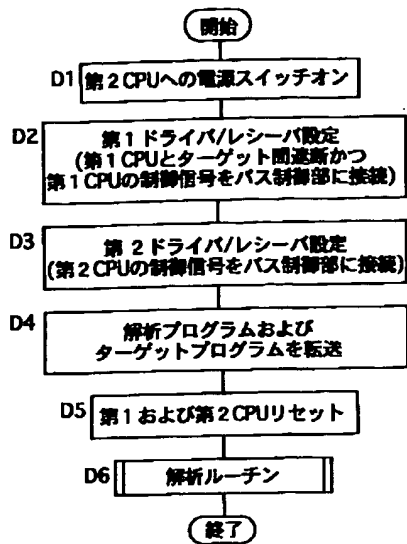 開始
D1 第2CPUへの電源スイッチオン
D2 第1ドライバ/レシーバ設定
(第1CPUとターゲット間遮断かつ
第1CPUの制御信号をバス制御部に接続)
D3 第2ドライバ/レシーバ設定
(第2CPUの制御信号をバス制御部に接続)
D4 解析プログラムおよび
ターゲットプログラムを転送
D5 第1および第2CPUリセット
D6 解析ルーチン
終了